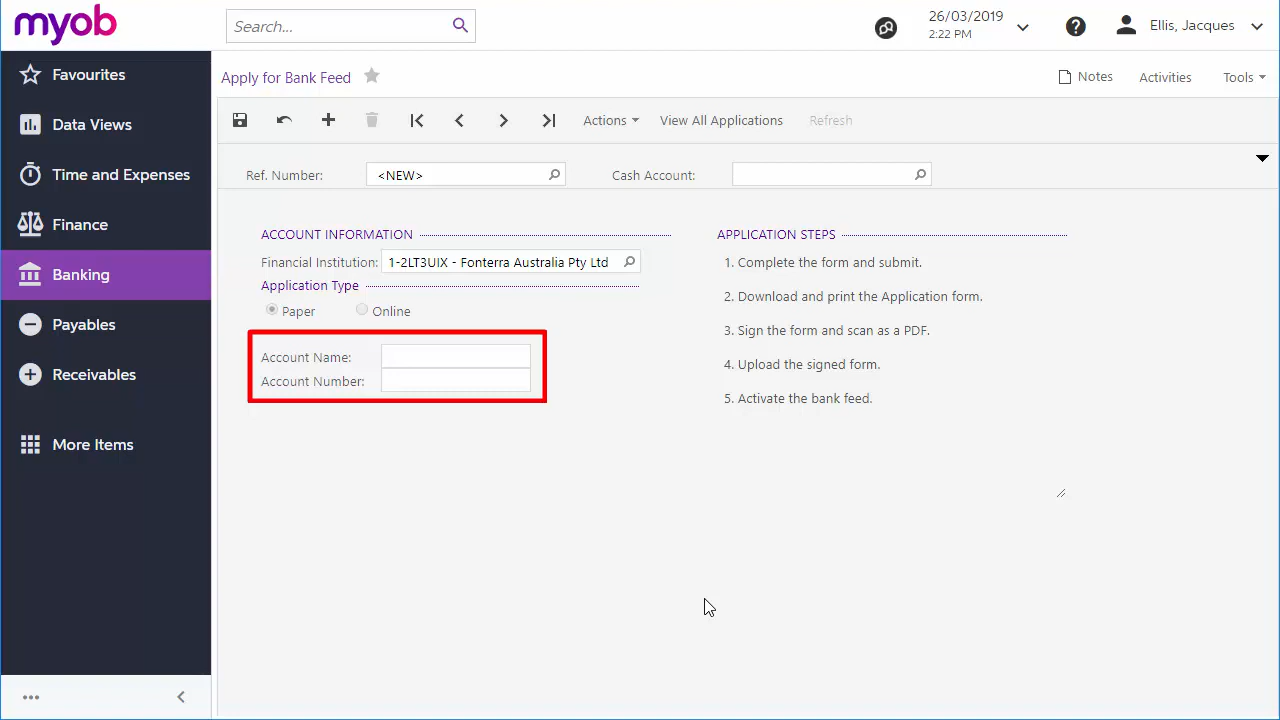 myob
Search...
26/03/2019
2:22 PM
Ellis, Jacques
Favourites
Data Views
Time and Expenses
Finance
Banking
Payables
Receivables
More Items
Apply for Bank Feed
Notes
Activities
Tools
Actions
View All Applications
Refresh
Ref. Number:
<NEW>
Cash Account:
ACCOUNT INFORMATION
Financial Institution:
1-2LT3UIX - Fonterra Australia Pty Ltd
Application Type
Paper
Online
Account Name:
Account Number:
APPLICATION STEPS
1. Complete the form and submit.
2. Download and print the Application form.
3. Sign the form and scan as a PDF.
4. Upload the signed form.
5. Activate the bank feed.